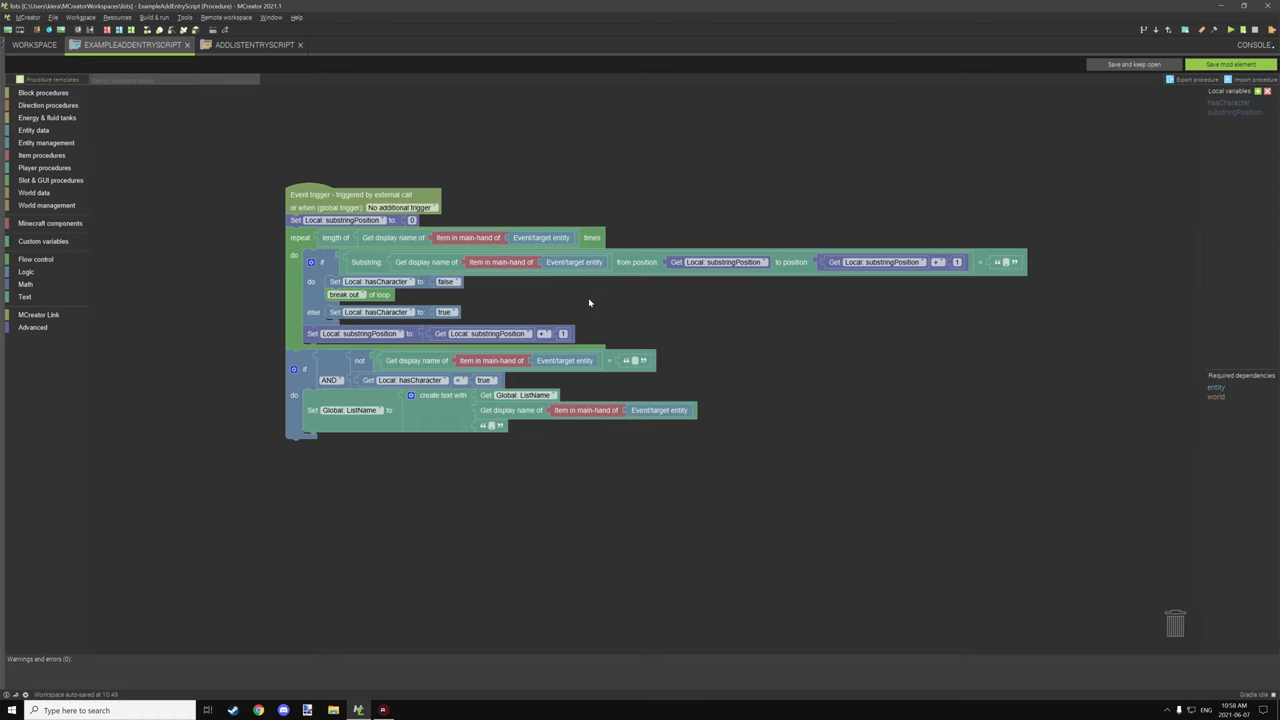 lists [C:\Users\kiera\MCreatorWorkspaces\lists] - ExampleAddEntryScript (Procedure) - MCreator 2021.1
MCreator File Workspace Resources Build & run Tools Remote workspace Window Help
WORKSPACE EXAMPLEADDENTRYSCRIPT ADDLISTENTRYSCRIPT CONSOLE
Save and keep open Save mod element
Procedure templates Export procedure Import procedure
Local variables
hasCharacter
substringPosition
Block procedures
Direction procedures
Energy & fluid tanks
Entity data
Entity management
Item procedures
Player procedures
Slot & GUI procedures
World data
World management
Minecraft components
Custom variables
Flow control
Logic
Math
Text
MCreator Link
Advanced
Event trigger - triggered by external call
or when (global trigger) No additional trigger
Set Local: substringPosition to: 0
repeat length of Get display name of Item in main-hand of Event/target entity times
do if Substring: Get display name of Item in main-hand of Event/target entity from position: Get Local: substringPosition to position: Get Local: substringPosition + 1 = “ ”
do Set Local: hasCharacter to: false
break out of loop
else Set Local: hasCharacter to: true
Set Local: substringPosition to Get Local: substringPosition + 1
if not Get display name of Item in main-hand of Event/target entity = “ ”
AND Get Local: hasCharacter = true
do Set Global: ListName to create text with Get Global: ListName
Get display name of Item in main-hand of Event/target entity
“ ”
Required dependencies
entity
world
Warnings and errors (0):
Workspace auto-saved at 10:49 Gradle idle
Type here to search
ENG
10:58 AM
2021-06-07